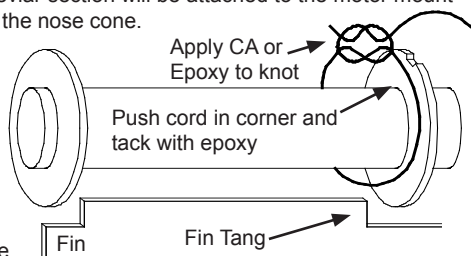 ovlar section will be attached to the motor mount
the nose cone.
Apply CA or
Epoxy to knot
Push cord in corner and
tack with epoxy
Fin Tang
e
Fin